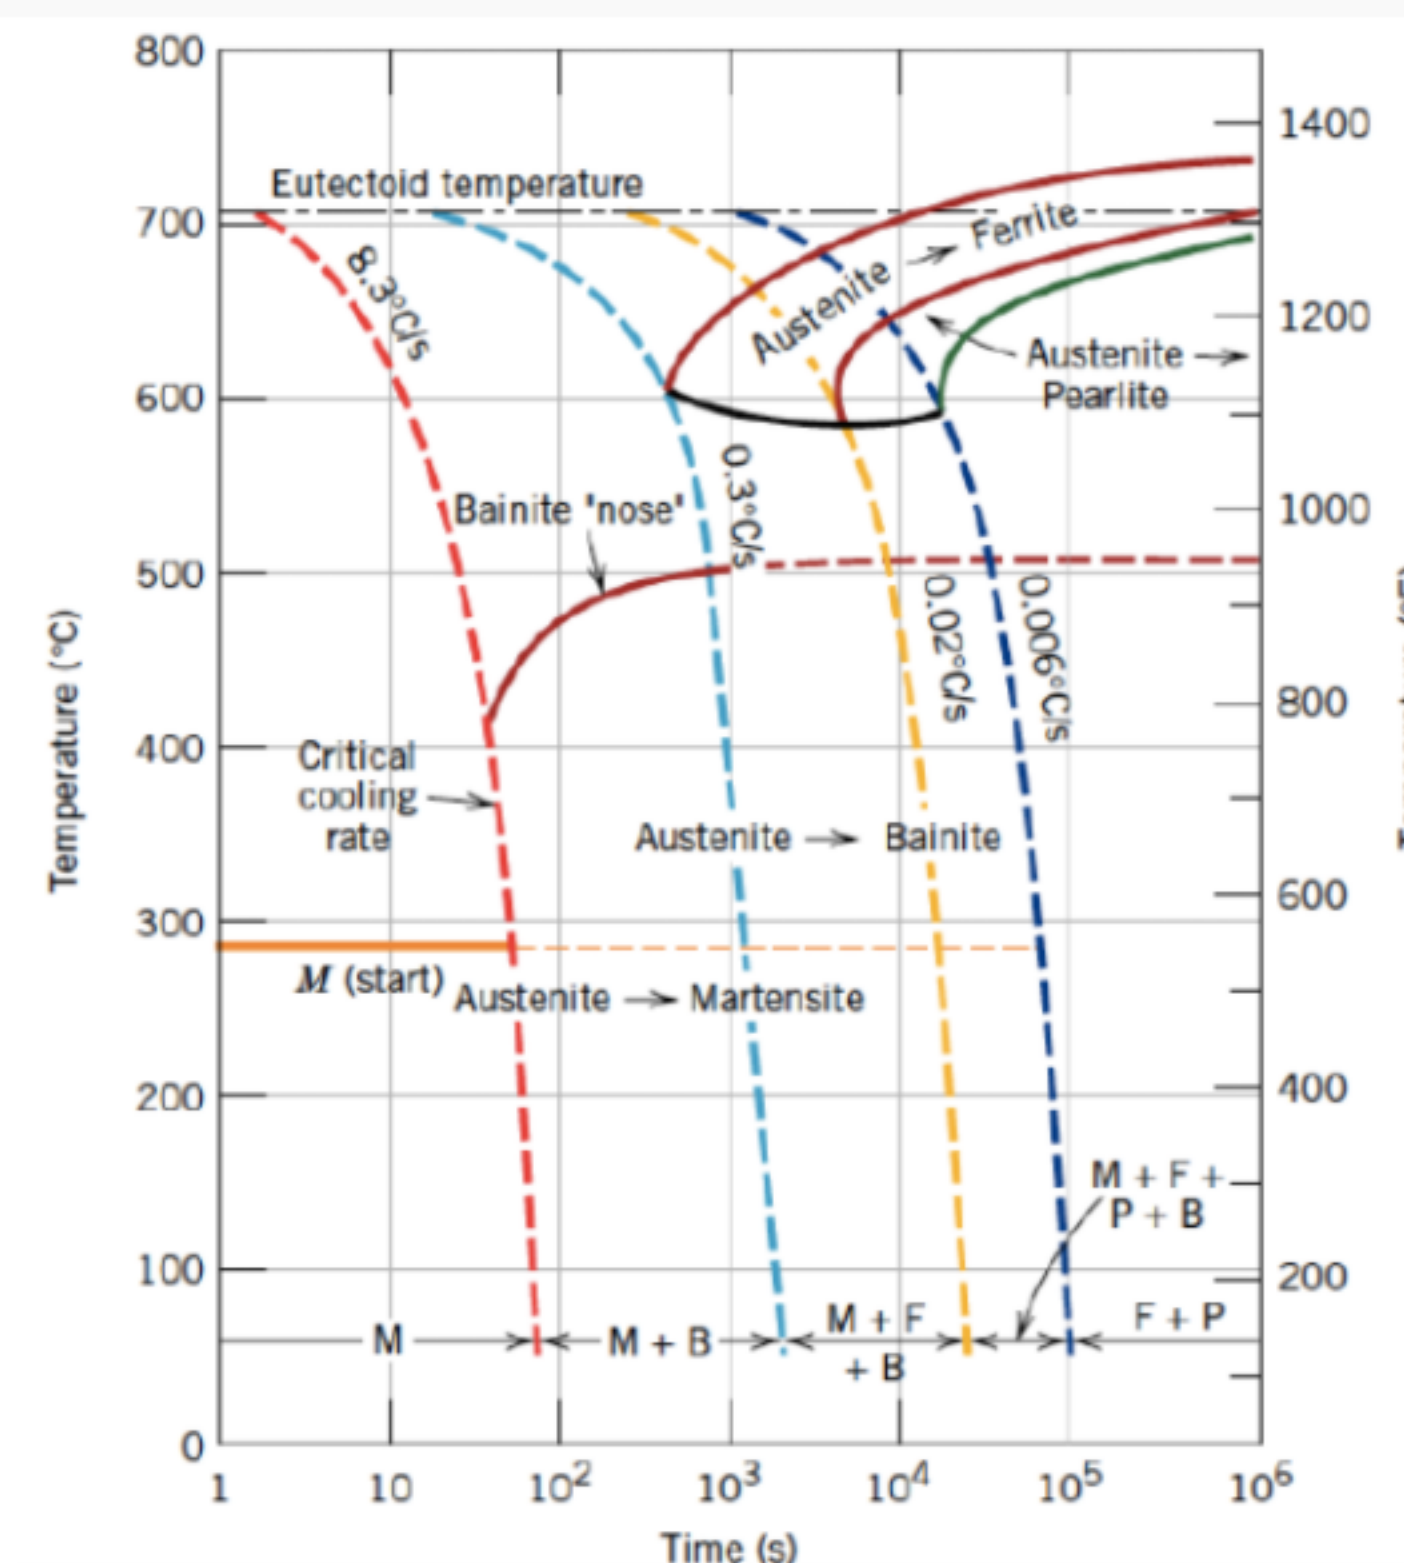 800
1400
Eutectoid temperature
700
Ferrite
8.3°C/s
Austenite
1200
Austenite
Pearlite
600
0.3°C/s
Bainite 'nose'
1000
500
0.02°C/s
0.006°C/s
Temperature (°C)
800
400
Critical
cooling
rate
Austenite → Bainite
600
300
M (start)
Austenite → Martensite
200
400
M + F +
P + B
100
200
M
M + B
M + F
+ B
F + P
0
1 10 10² 10³ 10⁴ 10⁵ 10⁶
Time (s)